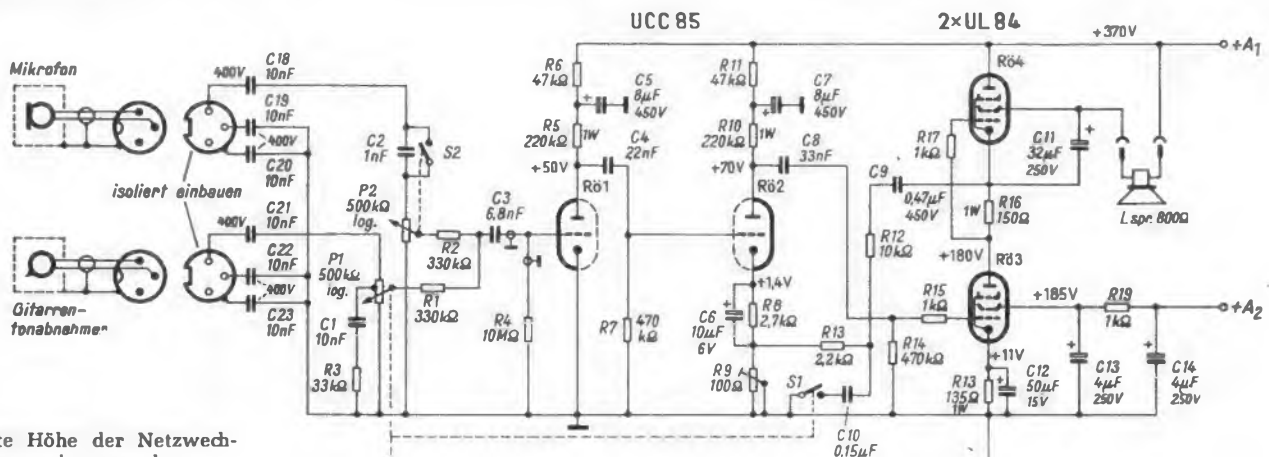 UCC 85
2×UL 84
Mikrofon
400V
C18
10nF
C19
10nF
400V
C20
10nF
isoliert einbauen
C21
400V
10nF
C22
10nF
400V
C23
10nF
Gitarren-
tonabnehmer
C2
1nF
S2
P2
500kΩ
log.
P1
500kΩ
log.
C1
10nF
R3
33kΩ
R2
330kΩ
R1
330kΩ
C3
6,8nF
R4
10MΩ
R6
47kΩ
C5
8µF
450V
R5
220kΩ
1W
C4
22nF
+50V
Rö1
R7
470
kΩ
R11
47kΩ
C7
8µF
450V
R10
220kΩ
1W
C8
33nF
+70V
Rö2
+1,4V
C6
10µF
6V
R8
2,7kΩ
R9
100Ω
R13
2,2kΩ
S1
C10
0,15µF
C9
0,47µF
450V
R12
10kΩ
R14
470kΩ
R15
1kΩ
R17
1kΩ
Rö4
+370V
+A1
C11
32µF
250V
R16
150Ω
1W
Lspr. 800Ω
+180V
Rö3
+185V
R19
1kΩ
+A2
+11V
R13
135Ω
1W
C12
50µF
15V
C13
4µF
250V
C14
4µF
250V
te Höhe der Netzwech-